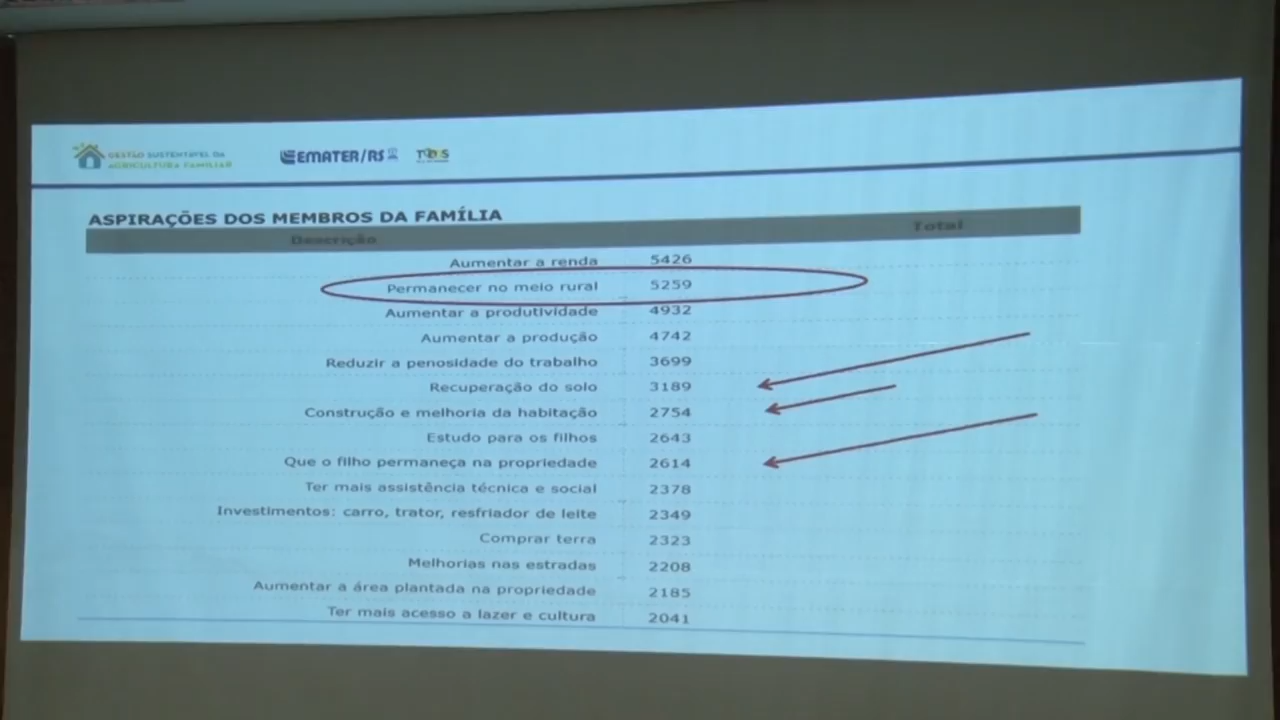 GESTÃO SUSTENTÁVEL DA
AGRICULTURA FAMILIAR
EMATER/RS
ASPIRAÇÕES DOS MEMBROS DA FAMÍLIA
Descrição Total
Aumentar a renda 5426
Permanecer no meio rural 5259
Aumentar a produtividade 4932
Aumentar a produção 4742
Reduzir a penosidade do trabalho 3699
Recuperação do solo 3189
Construção e melhoria da habitação 2754
Estudo para os filhos 2643
Que o filho permaneça na propriedade 2614
Ter mais assistência técnica e social 2378
Investimentos: carro, trator, resfriador de leite 2349
Comprar terra 2323
Melhorias nas estradas 2208
Aumentar a área plantada na propriedade 2185
Ter mais acesso a lazer e cultura 2041